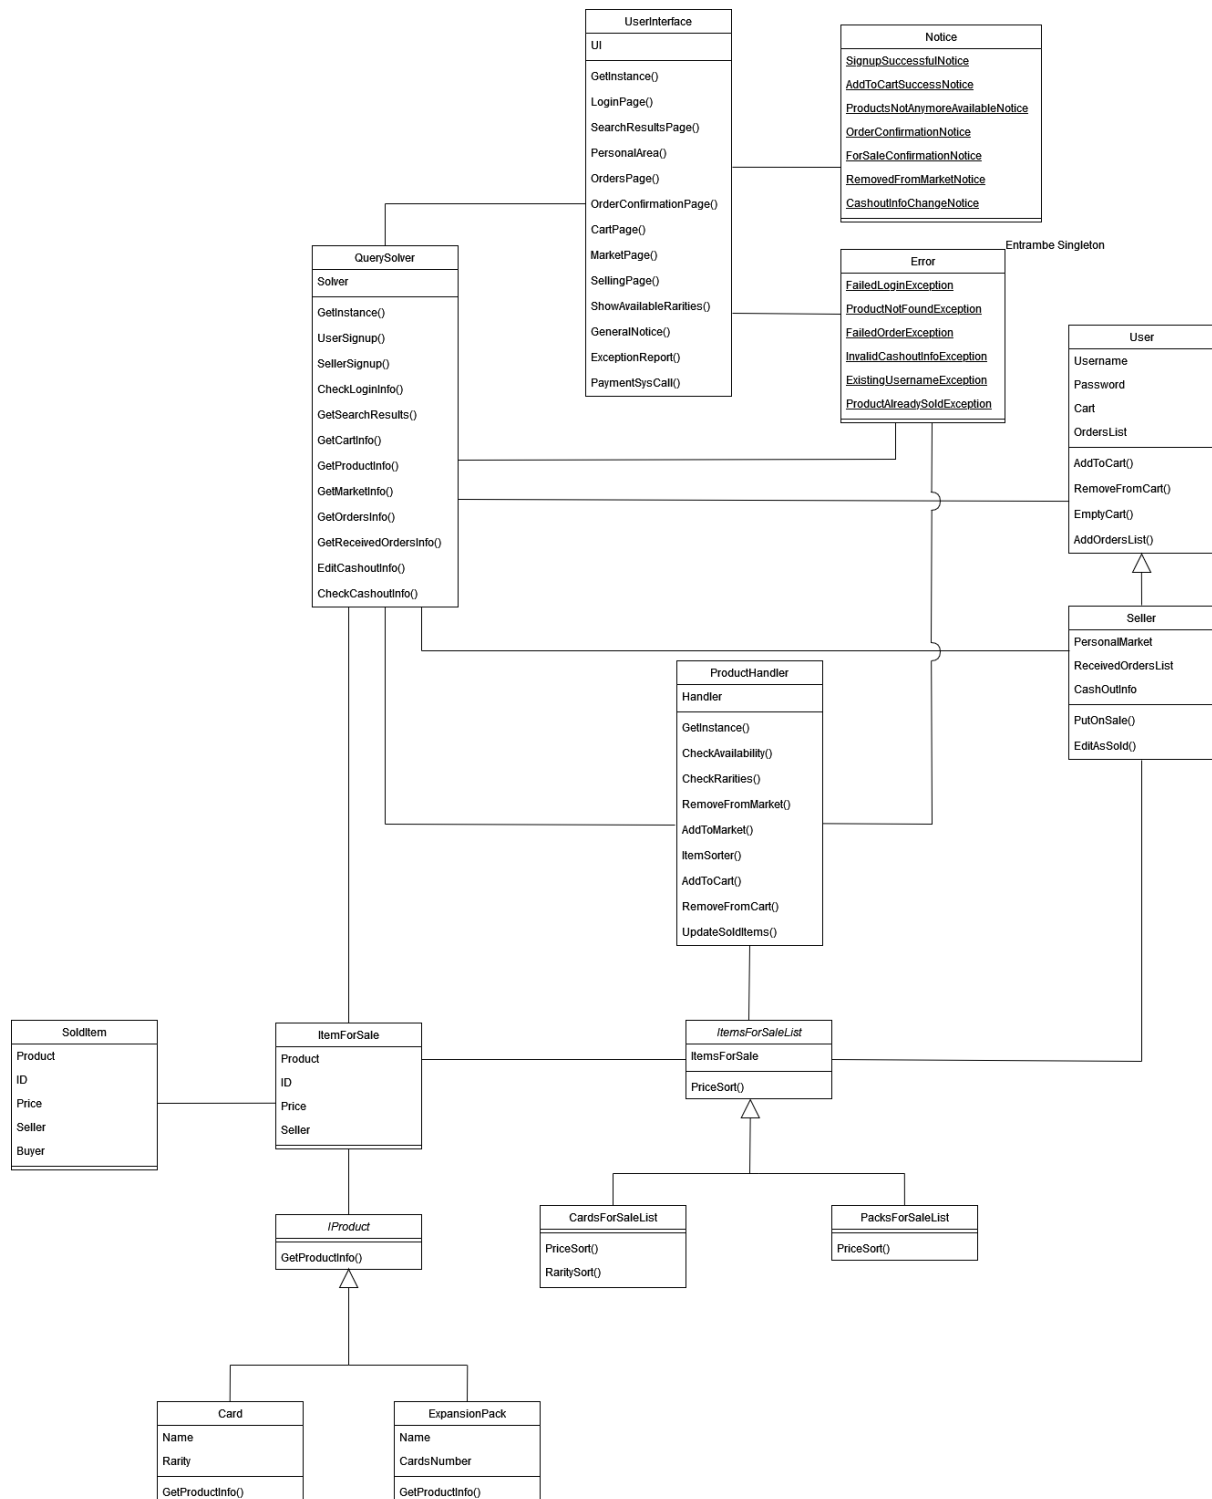 UserInterface
UI
GetInstance()
LoginPage()
SearchResultsPage()
PersonalArea()
OrdersPage()
OrderConfirmationPage()
CartPage()
MarketPage()
SellingPage()
ShowAvailableRarities()
GeneralNotice()
ExceptionReport()
PaymentSysCall()
Notice
SignupSuccessfulNotice
AddToCartSuccessNotice
ProductsNotAnymoreAvailableNotice
OrderConfirmationNotice
ForSaleConfirmationNotice
RemovedFromMarketNotice
CashoutInfoChangeNotice
Entrambe Singleton
Error
FailedLoginException
ProductNotFoundException
FailedOrderException
InvalidCashoutInfoException
ExistingUsernameException
ProductAlreadySoldException
QuerySolver
Solver
GetInstance()
UserSignup()
SellerSignup()
CheckLoginInfo()
GetSearchResults()
GetCartInfo()
GetProductInfo()
GetMarketInfo()
GetOrdersInfo()
GetReceivedOrdersInfo()
EditCashoutInfo()
CheckCashoutInfo()
User
Username
Password
Cart
OrdersList
AddToCart()
RemoveFromCart()
EmptyCart()
AddOrdersList()
Seller
PersonalMarket
ReceivedOrdersList
CashOutInfo
PutOnSale()
EditAsSold()
ProductHandler
Handler
GetInstance()
CheckAvailability()
CheckRarities()
RemoveFromMarket()
AddToMarket()
ItemSorter()
AddToCart()
RemoveFromCart()
UpdateSoldItems()
SoldItem
Product
ID
Price
Seller
Buyer
ItemForSale
Product
ID
Price
Seller
ItemsForSaleList
ItemsForSale
PriceSort()
CardsForSaleList
PriceSort()
RaritySort()
PacksForSaleList
PriceSort()
IProduct
GetProductInfo()
Card
Name
Rarity
GetProductInfo()
ExpansionPack
Name
CardsNumber
GetProductInfo()